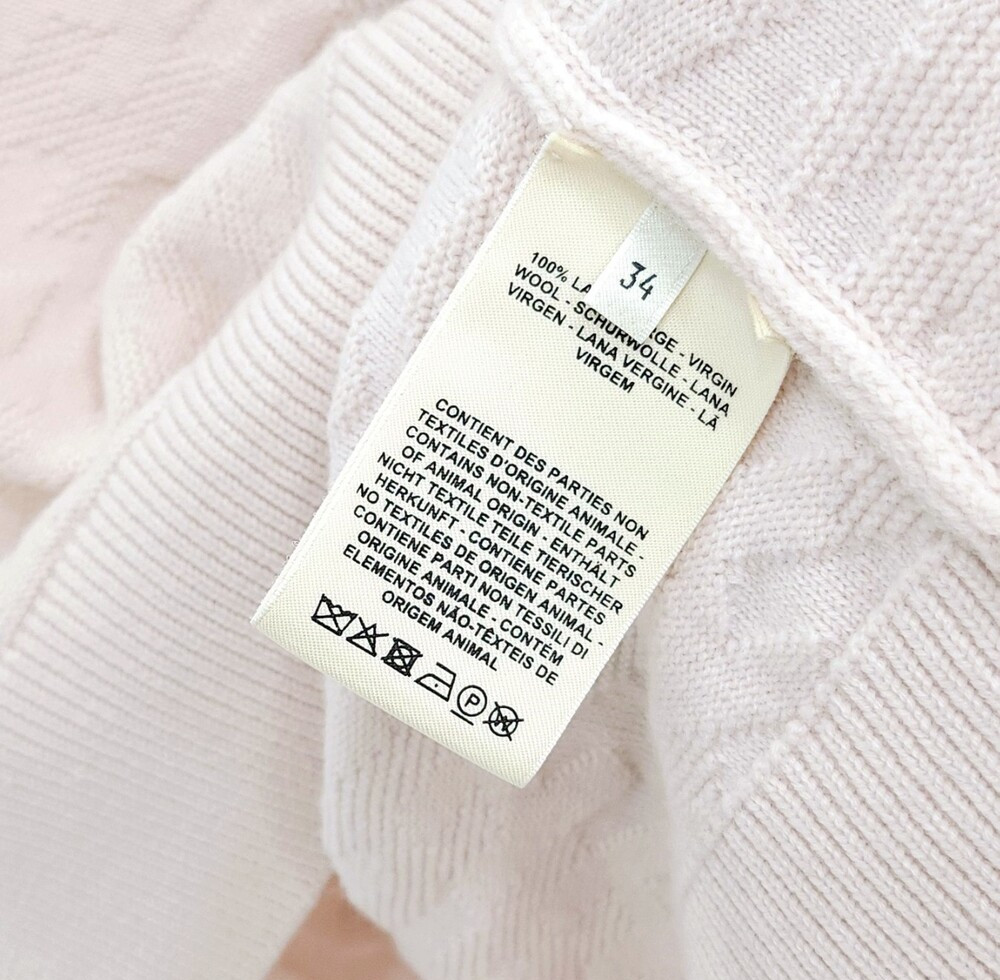 34
100% LA
RGE - VIRGIN
WOOL - SCHURWOLLE - LANA
VIRGEN - LANA VERGINE - LÃ
VIRGEM
CONTIENT DES PARTIES NON
TEXTILES D'ORIGINE ANIMALE -
CONTAINS NON-TEXTILE PARTS
OF ANIMAL ORIGIN - ENTHÄLT
NICHT TEXTILE TEILE TIERISCHER
HERKUNFT - CONTIENE PARTES
NO TEXTILES DE ORIGEN ANIMAL -
CONTIENE PARTI NON TESSILI DI
ORIGINE ANIMALE - CONTÉM
ELEMENTOS NÃO-TÊXTEIS DE
ORIGEM ANIMAL
P
W